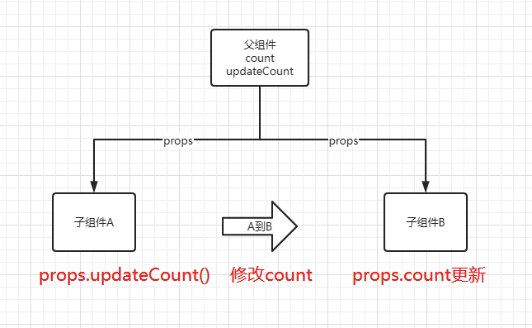 父组件
count
updateCount
props
props
子组件A
A到B
子组件B
props.updateCount()
修改count
props.count更新